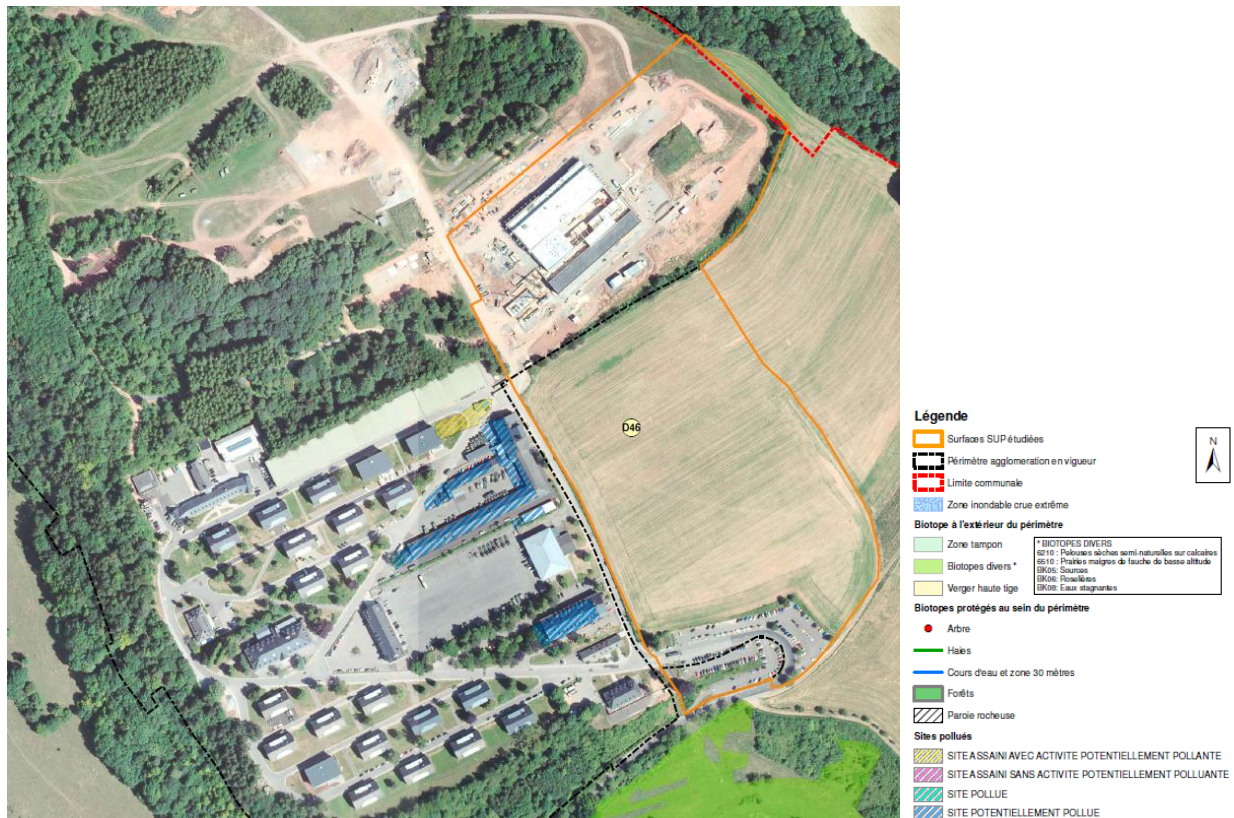 D46
Légende
Surfaces SUP étudiées
Périmètre agglomeration en vigueur
Limite communale
Zone inondable crue extrême
Biotope à l'extérieur du périmètre
Zone tampon
Biotopes divers *
Verger haute tige
* BIOTOPES DIVERS
6210 : Pelouses sèches semi-naturelles sur calcaires
6510 : Prairies maigres de fauche de basse altitude
BK05: Sources
BK06: Roselières
BK08: Eaux stagnantes
N
Biotopes protégés au sein du périmètre
Arbre
Haies
Cours d'eau et zone 30 mètres
Forêts
Paroie rocheuse
Sites pollués
SITE ASSAINI AVEC ACTIVITE POTENTIELLEMENT POLLANTE
SITE ASSAINI SANS ACTIVITE POTENTIELLEMENT POLLUANTE
SITE POLLUE
SITE POTENTIELLEMENT POLLUE